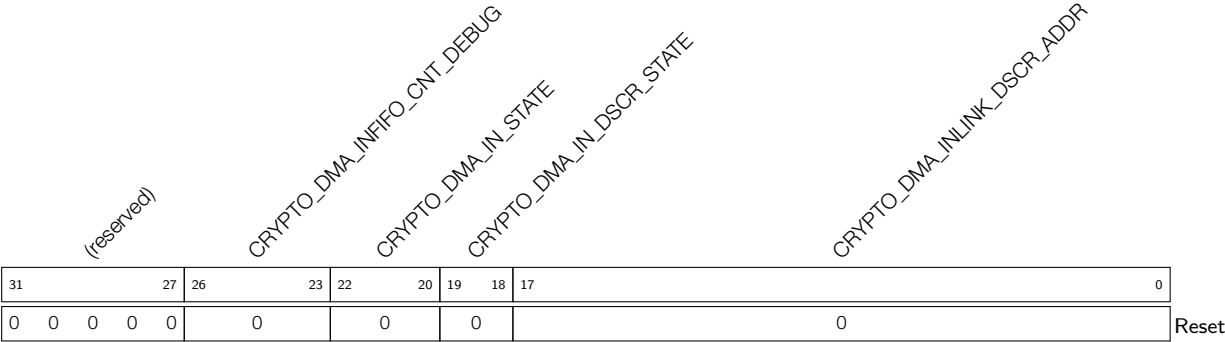 (reserved)
CRYPTO_DMA_INFIFO_CNT_DEBUG
CRYPTO_DMA_IN_STATE
CRYPTO_DMA_IN_DSCR_STATE
CRYPTO_DMA_INLINK_DSCR_ADDR
31 27 26 23 22 20 19 18 17 0
0 0 0 0 0 0 0 0 0 Reset